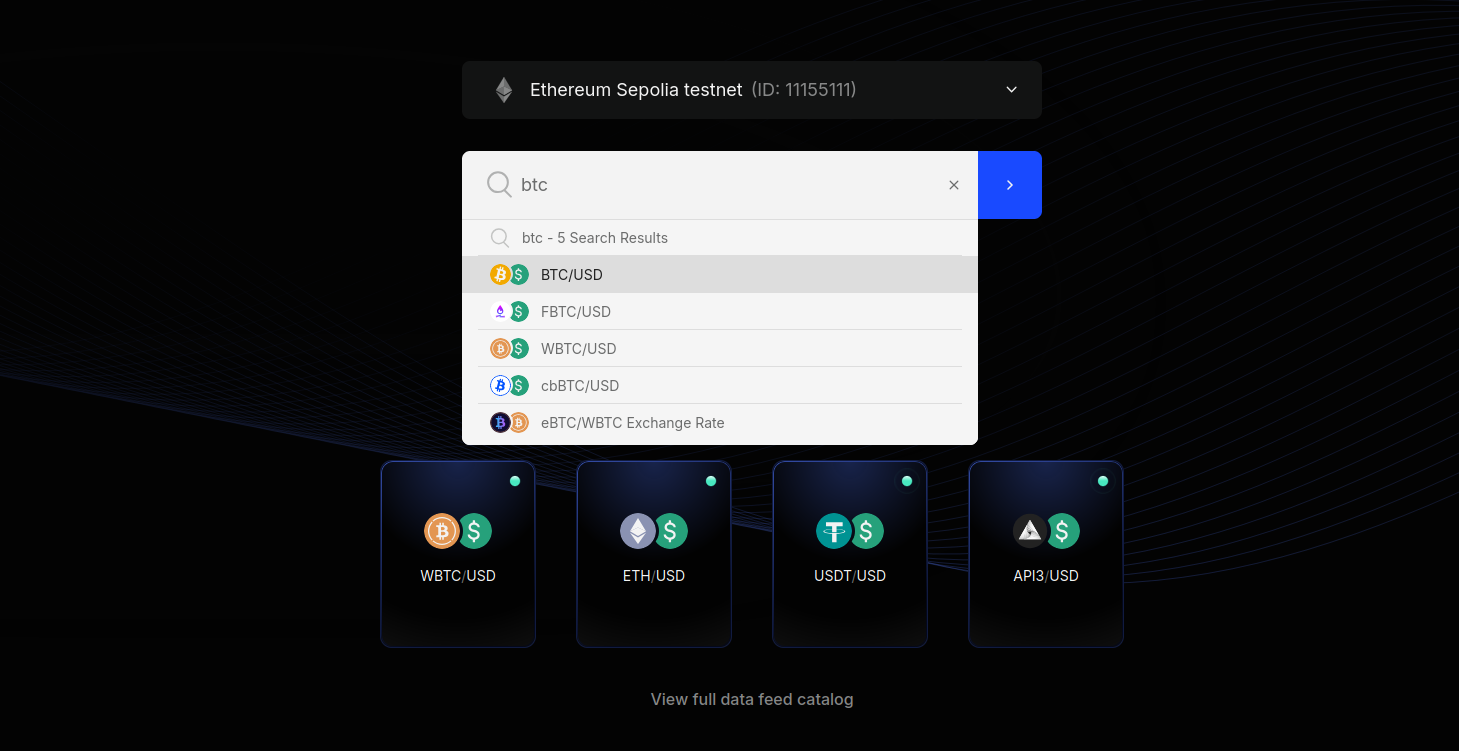 Ethereum Sepolia testnet (ID: 11155111)
btc
btc - 5 Search Results
BTC/USD
FBTC/USD
WBTC/USD
cbBTC/USD
eBTC/WBTC Exchange Rate
WBTC/USD
ETH/USD
USDT/USD
API3/USD
View full data feed catalog